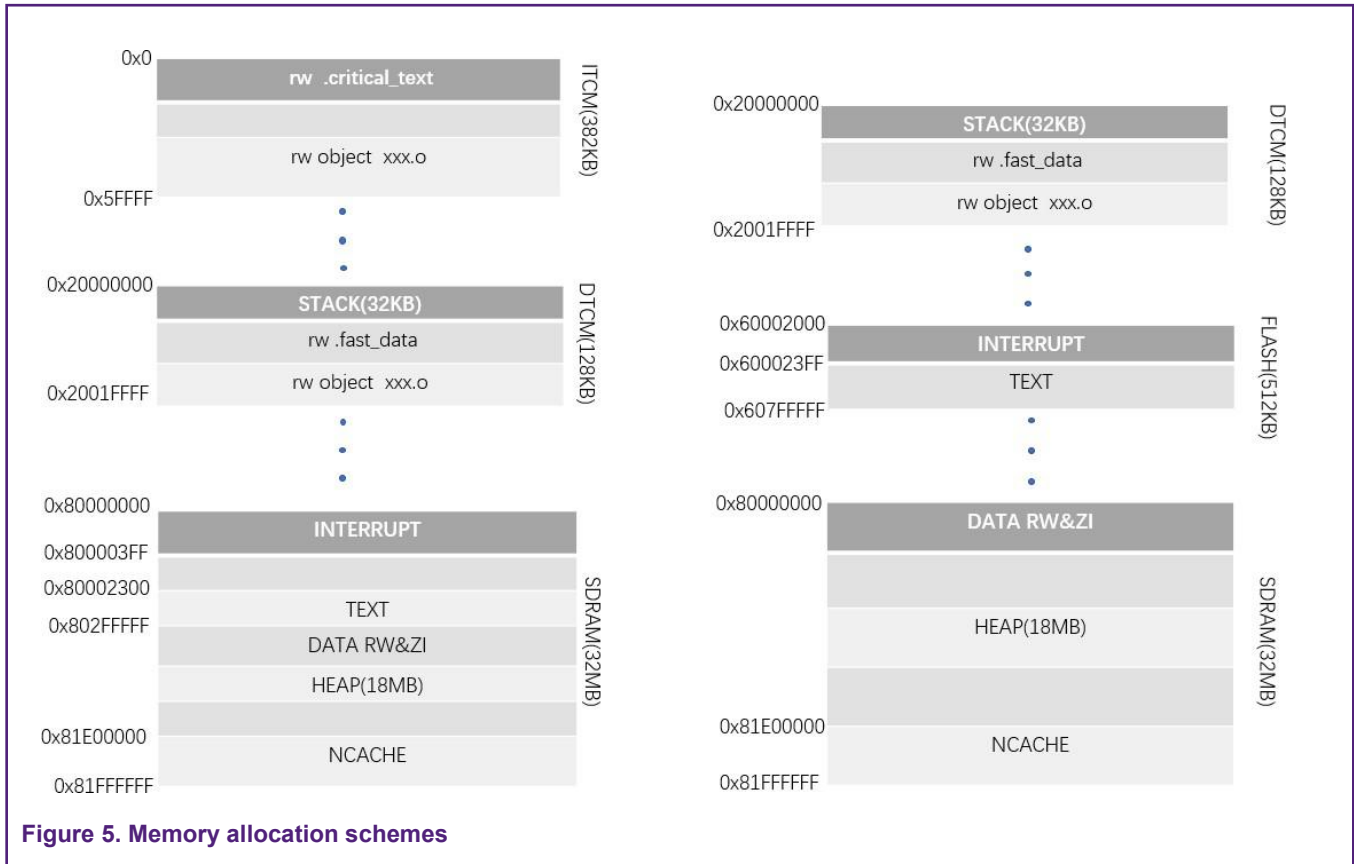 0x0
rw .critical_text
rw object xxx.o
0x5FFFF
ITCM(382KB)
0x20000000
STACK(32KB)
rw .fast_data
rw object xxx.o
0x2001FFFF
DTCM(128KB)
0x80000000
INTERRUPT
0x800003FF
0x80002300
TEXT
0x802FFFFF
DATA RW&ZI
HEAP(18MB)
0x81E00000
NCACHE
0x81FFFFFF
SDRAM(32MB)
0x20000000
STACK(32KB)
rw .fast_data
rw object xxx.o
0x2001FFFF
DTCM(128KB)
0x60002000
INTERRUPT
0x600023FF
TEXT
0x607FFFFF
FLASH(512KB)
0x80000000
DATA RW&ZI
HEAP(18MB)
0x81E00000
NCACHE
0x81FFFFFF
SDRAM(32MB)
Figure 5. Memory allocation schemes